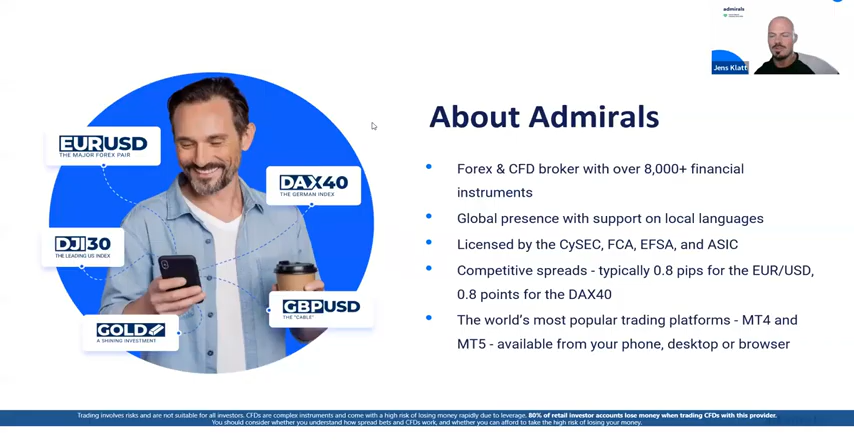 admirals
Jens Klatt
About Admirals
EURUSD
THE MAJOR FOREX PAIR
DAX40
THE GERMAN INDEX
DJI30
THE LEADING US INDEX
GBPUSD
THE "CABLE"
GOLD
A SHINING INVESTMENT
Forex & CFD broker with over 8,000+ financial
instruments
Global presence with support on local languages
Licensed by the CySEC, FCA, EFSA, and ASIC
Competitive spreads - typically 0.8 pips for the EUR/USD,
0.8 points for the DAX40
The world's most popular trading platforms - MT4 and
MT5 - available from your phone, desktop or browser
Trading involves risks and are not suitable for all investors. CFDs are complex instruments and come with a high risk of losing money rapidly due to leverage. 80% of retail investor accounts lose money when trading CFDs with this provider.
You should consider whether you understand how spread bets and CFDs work, and whether you can afford to take the high risk of losing your money.